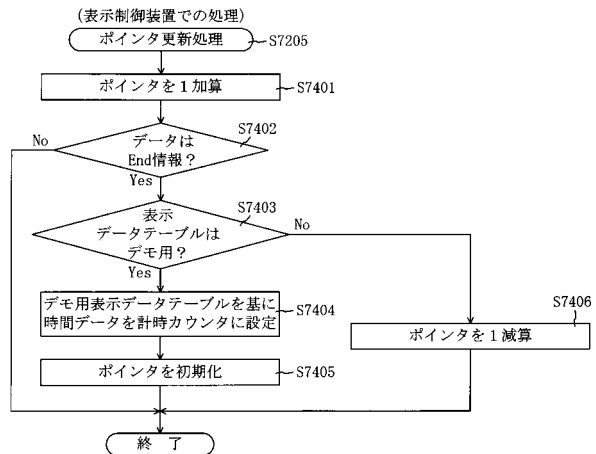 (表示制御装置での処理)
ポインタ更新処理
S7205
ポインタを1加算
S7401
S7402
No
データは
End情報?
Yes
S7403
表示
データテーブルは
デモ用?
No
Yes
デモ用表示データテーブルを基に
時間データを計時カウンタに設定
S7404
S7406
ポインタを1減算
ポインタを初期化
S7405
終 了